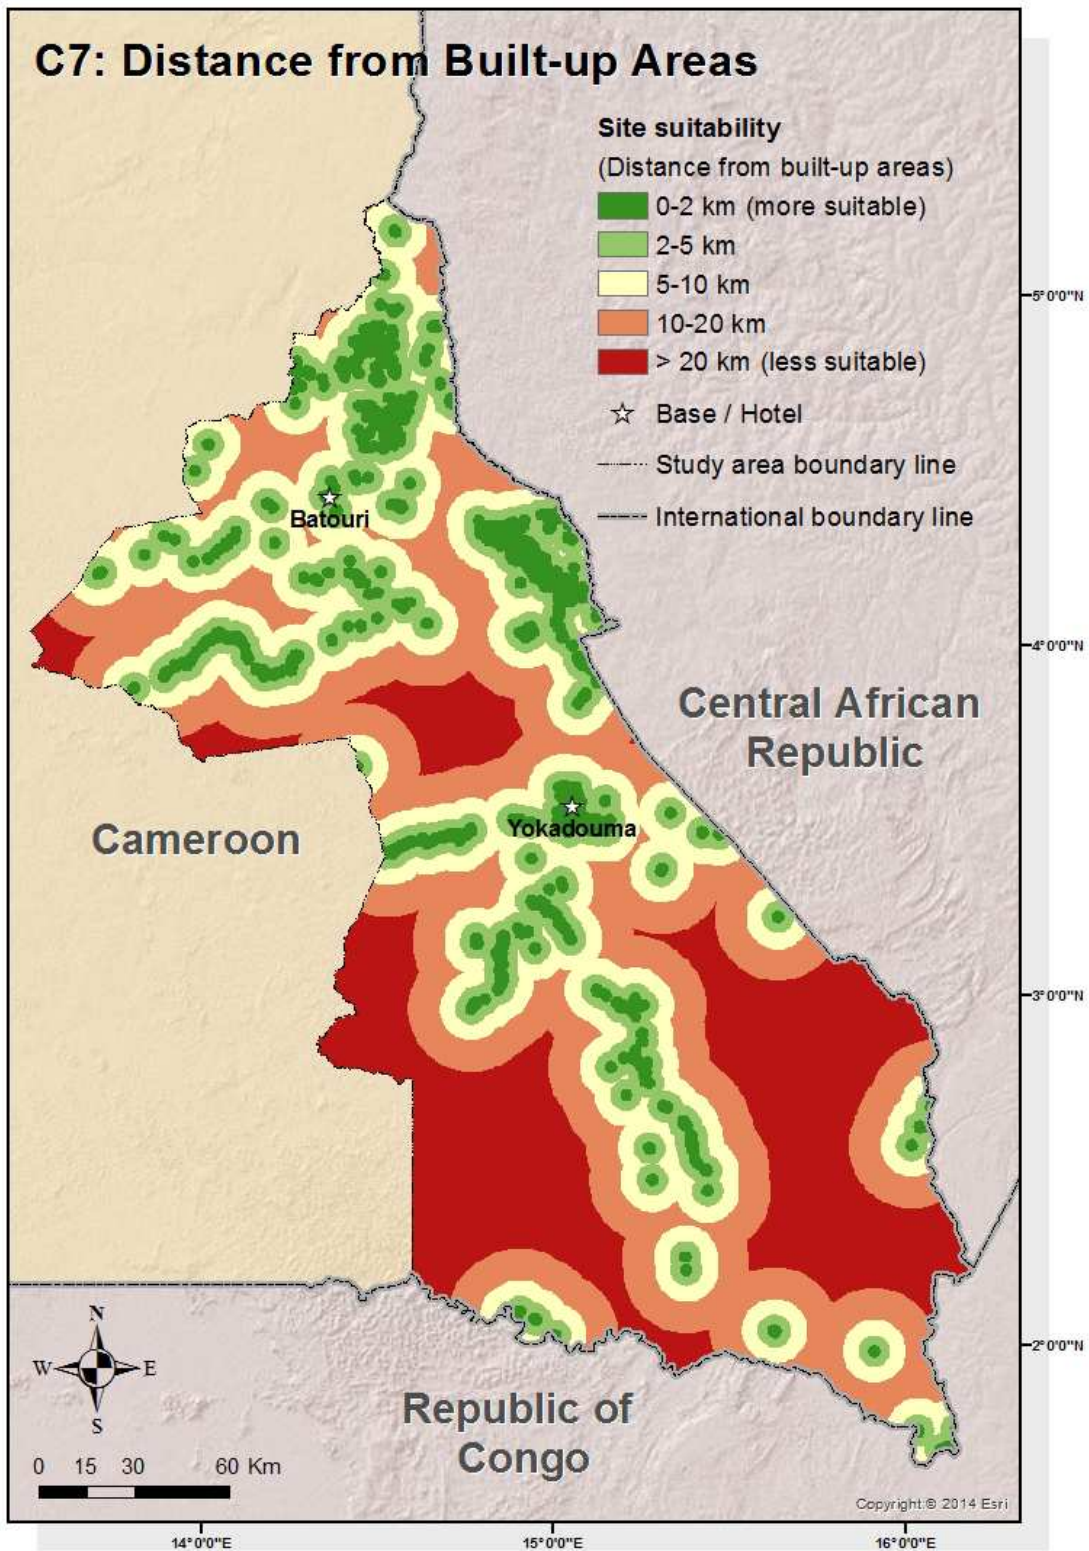 C7: Distance from Built-up Areas
Site suitability
(Distance from built-up areas)
0-2 km (more suitable)
2-5 km
5-10 km
10-20 km
> 20 km (less suitable)
Base / Hotel
Study area boundary line
International boundary line
5°0'0"N
Batouri
4°0'0"N
Central African
Republic
Cameroon
Yokadouma
3°0'0"N
N
W
E
S
2°0'0"N
Republic of
Congo
0 15 30 60 Km
Copyright:© 2014 Esri
14°0'0"E
15°0'0"E
16°0'0"E